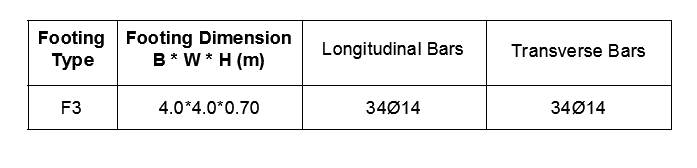 Footing Type
Footing Dimension B * W * H (m)
Longitudinal Bars
Transverse Bars
F3
4.0*4.0*0.70
34Ø14
34Ø14